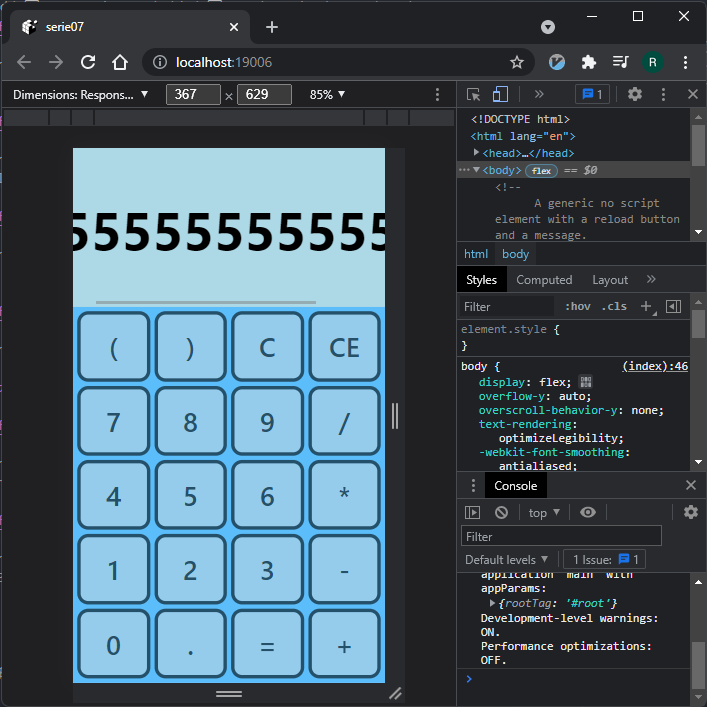 serie07
localhost:19006
R
Dimensions: Respons...
367
×
629
85%
1
<!DOCTYPE html>
<html lang="en">
<head>…</head>
<body> flex == $0
<!--
A generic no script
element with a reload button
and a message.
html body
Styles Computed Layout
Filter :hov .cls
element.style {
}
body { (index):46
display: flex;
overflow-y: auto;
overscroll-behavior-y: none;
text-rendering:
optimizeLegibility;
-webkit-font-smoothing:
antialiased;
Console
top
Filter
Default levels 1 Issue: 1
application "main" with
appParams:
{rootTag: '#root'}
Development-level warnings:
ON.
Performance optimizations:
OFF.
5555555555555
( ) C CE
7 8 9 /
4 5 6 *
1 2 3 -
0 . = +